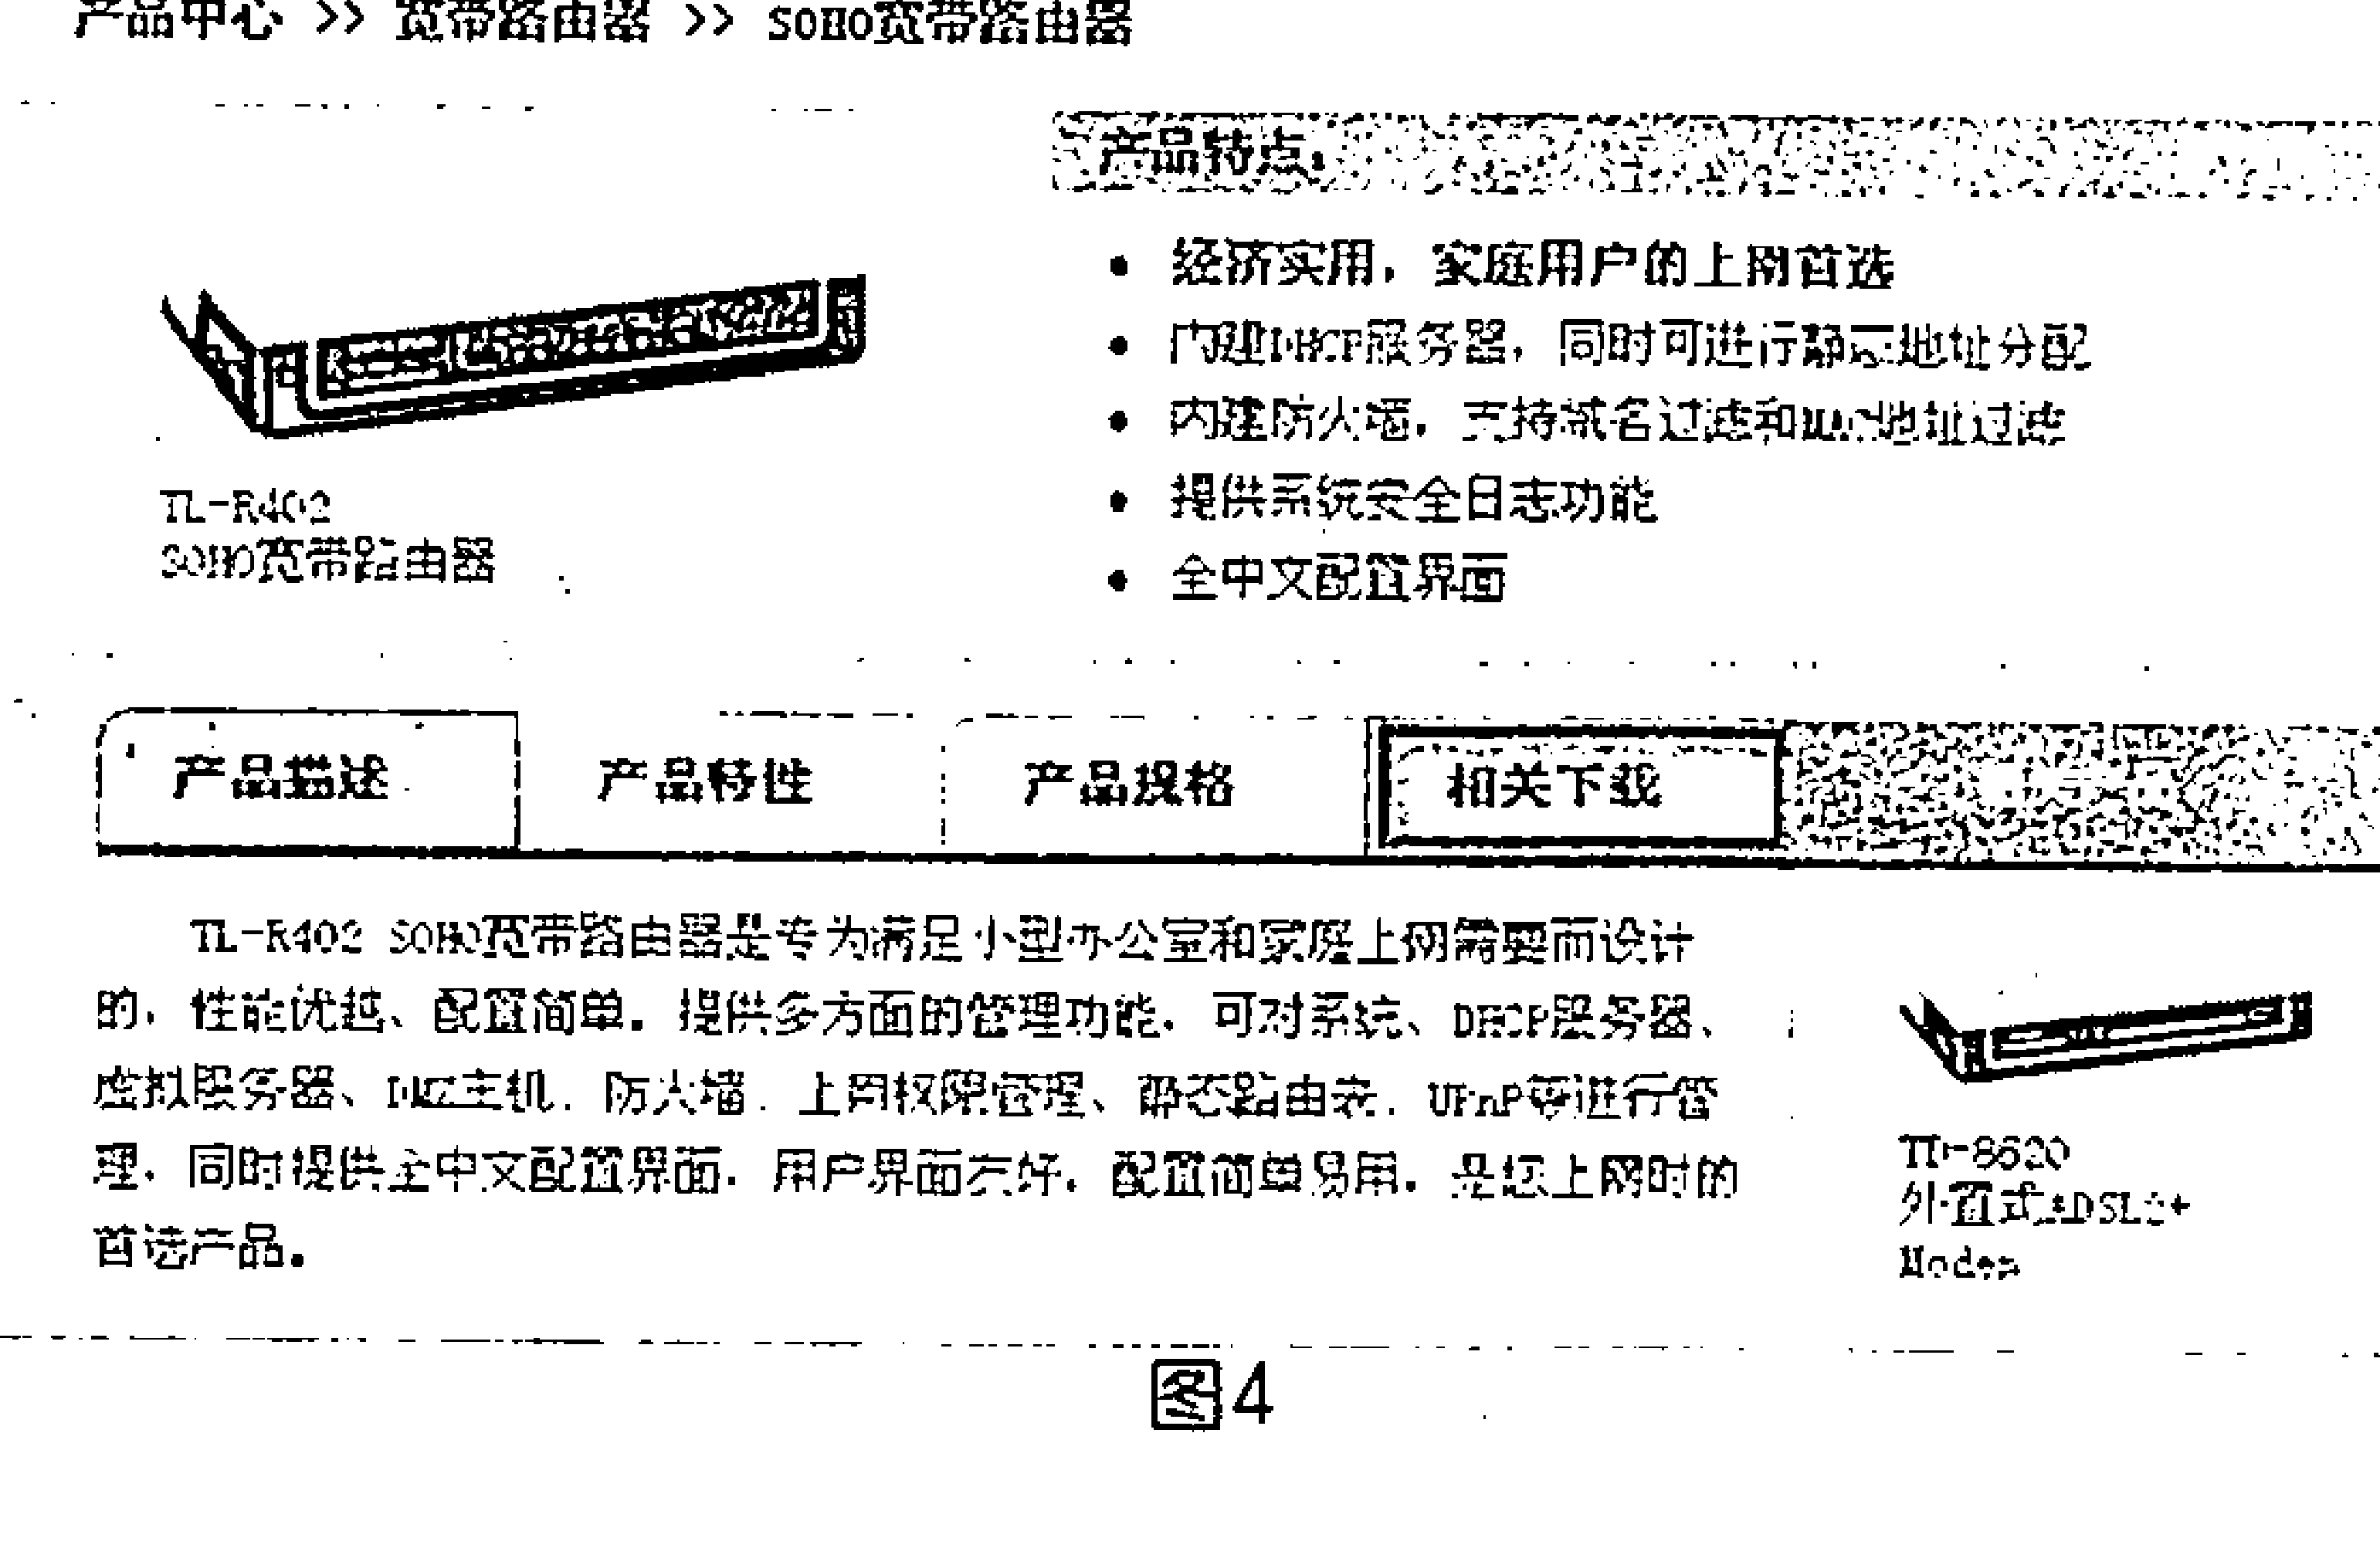 产品中心 >> 宽带路由器 >> SOHO宽带路由器
产品特点：
• 经济实用，家庭用户的上网首选
• 内建DHCP服务器，同时可进行静态地址分配
• 内建防火墙，支持域名过滤和MAC地址过滤
• 提供系统安全日志功能
• 全中文配置界面
TL-R402
SOHO宽带路由器
产品描述 产品特性 产品规格 相关下载
TL-R402 SOHO宽带路由器是专为满足小型办公室和家庭上网需要而设计
的，性能优越、配置简单。提供多方面的管理功能，可对系统、DHCP服务器、
虚拟服务器、DMZ主机、防火墙、上网权限管理、静态路由表、UPnP等进行管
理，同时提供全中文配置界面，用户界面友好，配置简单易用，是您上网时的
首选产品。
TD-8620
外置式ADSL2+
Modem
图4